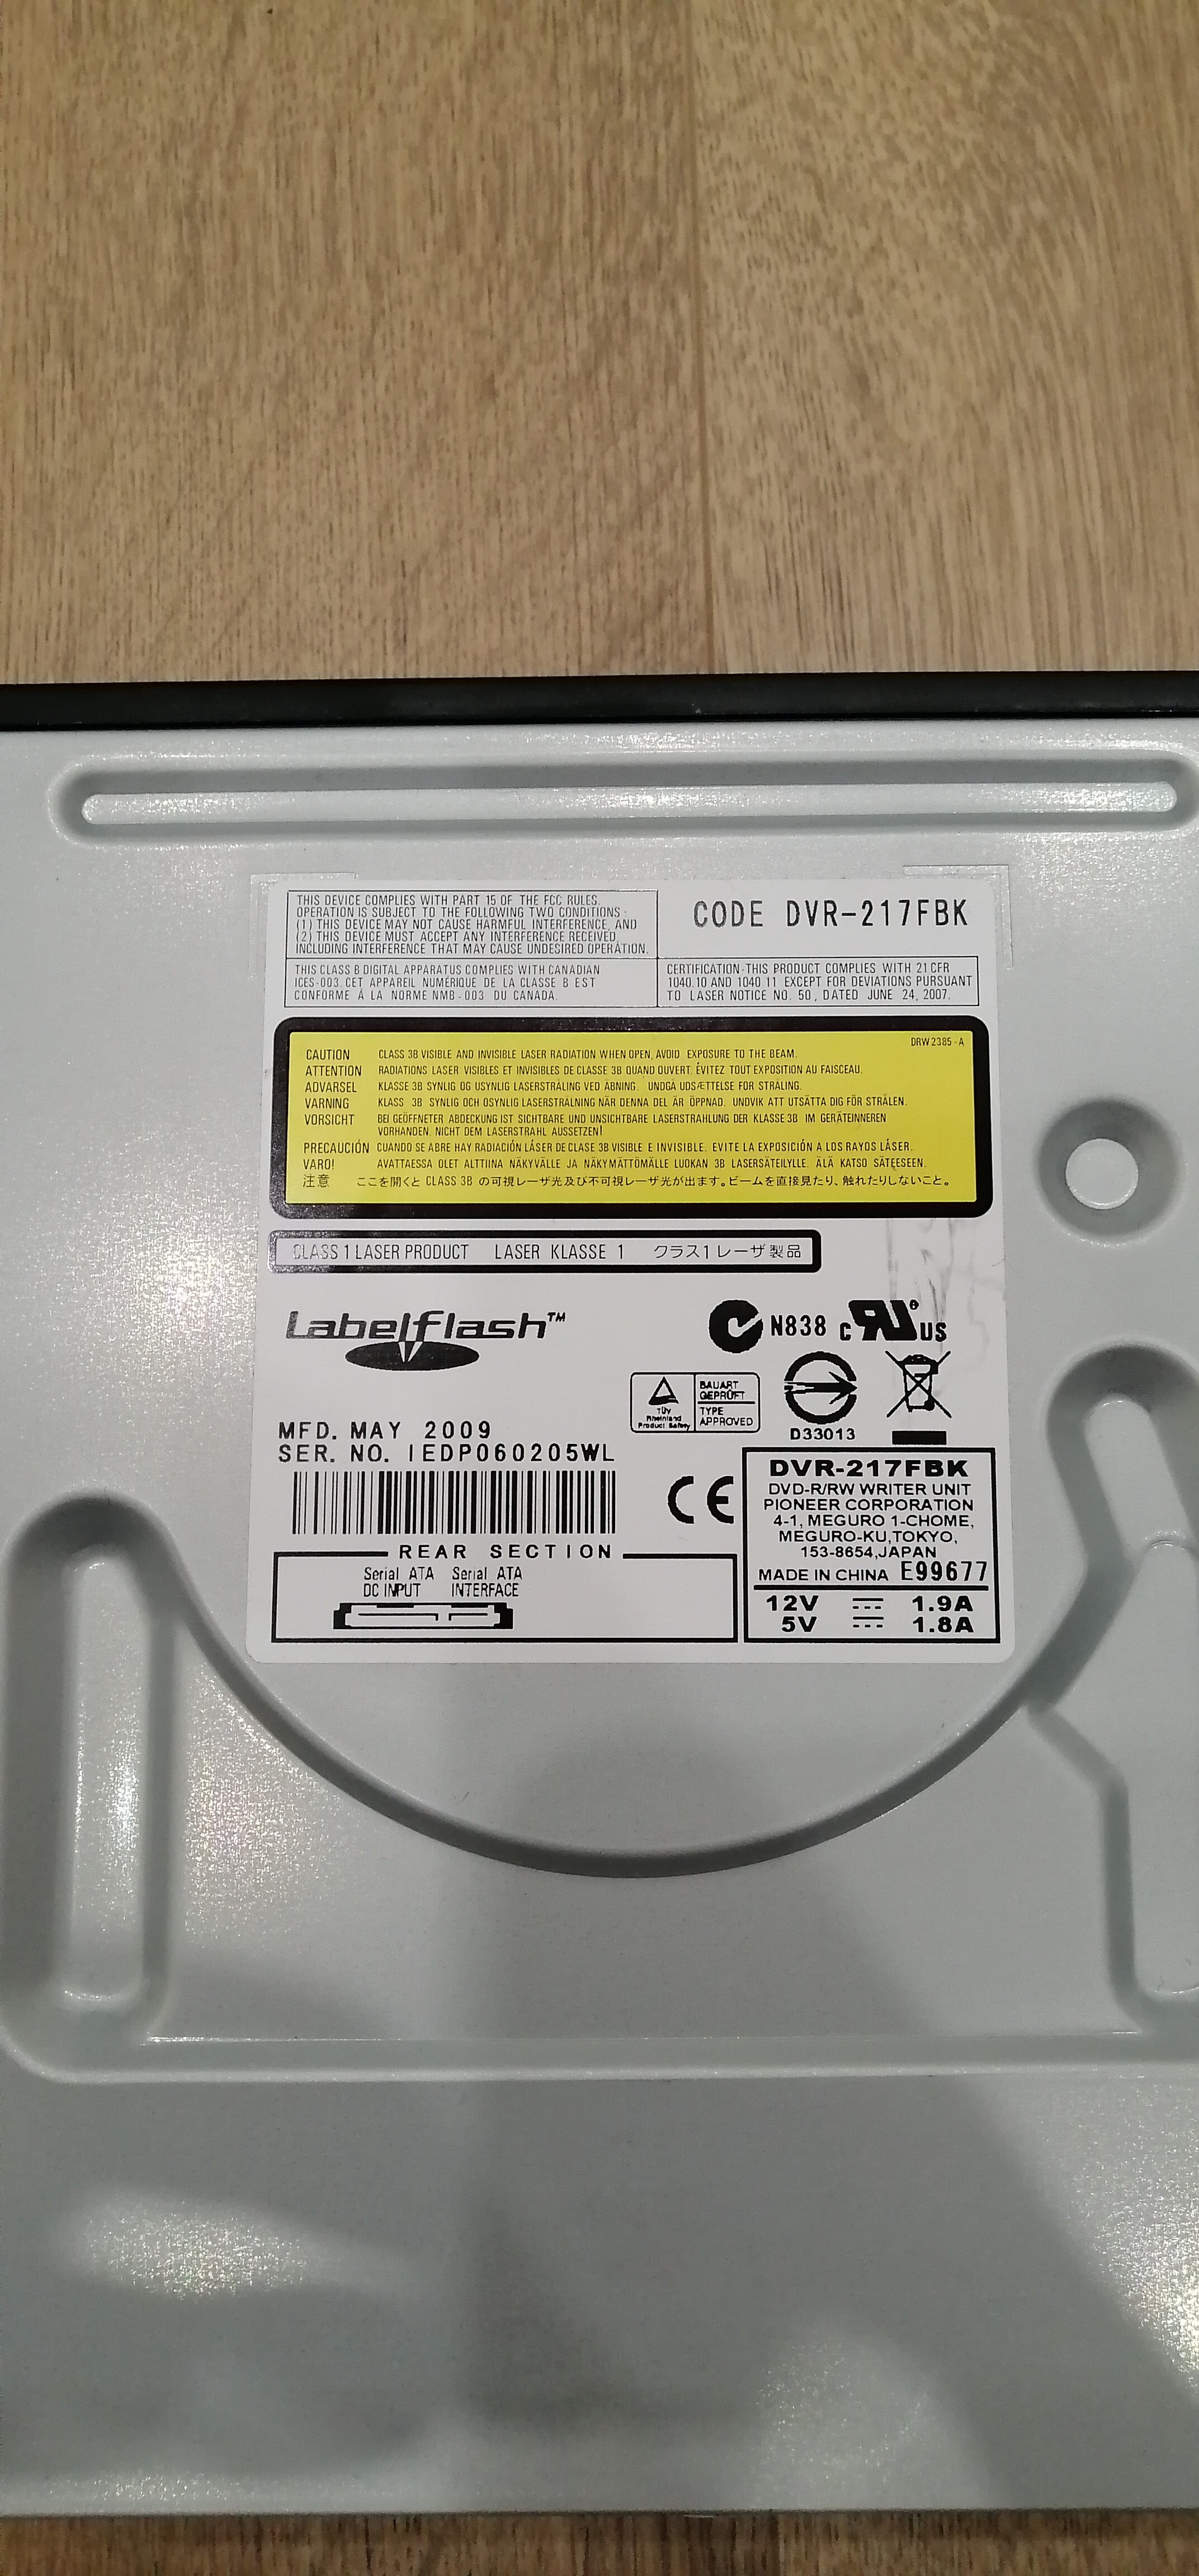 THIS DEVICE COMPLIES WITH PART 15 OF THE FCC RULES.
OPERATION IS SUBJECT TO THE FOLLOWING TWO CONDITIONS:
(1) THIS DEVICE MAY NOT CAUSE HARMFUL INTERFERENCE, AND
(2) THIS DEVICE MUST ACCEPT ANY INTERFERENCE RECEIVED,
INCLUDING INTERFERENCE THAT MAY CAUSE UNDESIRED OPERATION.
CODE DVR-217FBK
THIS CLASS B DIGITAL APPARATUS COMPLIES WITH CANADIAN
ICES-003. CET APPAREIL NUMÉRIQUE DE LA CLASSE B EST
CONFORME Á LA NORME NMB-003 DU CANADA.
CERTIFICATION-THIS PRODUCT COMPLIES WITH 21 CFR
1040.10 AND 1040.11 EXCEPT FOR DEVIATIONS PURSUANT
TO LASER NOTICE NO. 50, DATED JUNE 24, 2007.
DRW2385-A
CAUTION CLASS 3B VISIBLE AND INVISIBLE LASER RADIATION WHEN OPEN, AVOID EXPOSURE TO THE BEAM.
ATTENTION RADIATIONS LASER VISIBLES ET INVISIBLES DE CLASSE 3B QUAND OUVERT. ÉVITEZ TOUT EXPOSITION AU FAISCEAU.
ADVARSEL KLASSE 3B SYNLIG OG USYNLIG LASERSTRÅLING VED ÅBNING. UNDGÅ UDSÆTTELSE FOR STRÅLING.
VARNING KLASS 3B SYNLIG OCH OSYNLIG LASERSTRÅLNING NÄR DENNA DEL ÄR ÖPPNAD. UNDVIK ATT UTSÄTTA DIG FÖR STRÅLEN.
VORSICHT BEI GEÖFFNETER ABDECKUNG IST SICHTBARE UND UNSICHTBARE LASERSTRAHLUNG DER KLASSE 3B IM GERÄTEINNEREN
VORHANDEN. NICHT DEM LASERSTRAHL AUSSETZEN!
PRECAUCIÓN CUANDO SE ABRE HAY RADIACIÓN LÁSER DE CLASE 3B VISIBLE E INVISIBLE. EVITE LA EXPOSICIÓN A LOS RAYOS LÁSER.
VARO! AVATTAESSA OLET ALTTIINA NÄKYVÄLLE JA NÄKYMÄTTÖMÄLLE LUOKAN 3B LASERSÄTEILYLLE. ÄLÄ KATSO SÄTEESEEN.
注意 ここを開くと CLASS 3B の可視レーザ光及び不可視レーザ光が出ます。ビームを直接見たり、触れたりしないこと。
CLASS 1 LASER PRODUCT LASER KLASSE 1 クラス1 レーザ製品
Labelflash™
N838 c RU® US
TÜV Rheinland Product Safety
BAUART GEPRÜFT
TYPE APPROVED
D33013
MFD. MAY 2009
SER. NO. IEDP060205WL
CE
DVR-217FBK
DVD-R/RW WRITER UNIT
PIONEER CORPORATION
4-1, MEGURO 1-CHOME,
MEGURO-KU,TOKYO,
153-8654,JAPAN
MADE IN CHINA E99677
12V 1.9A
5V 1.8A
REAR SECTION
Serial ATA Serial ATA
DC INPUT INTERFACE